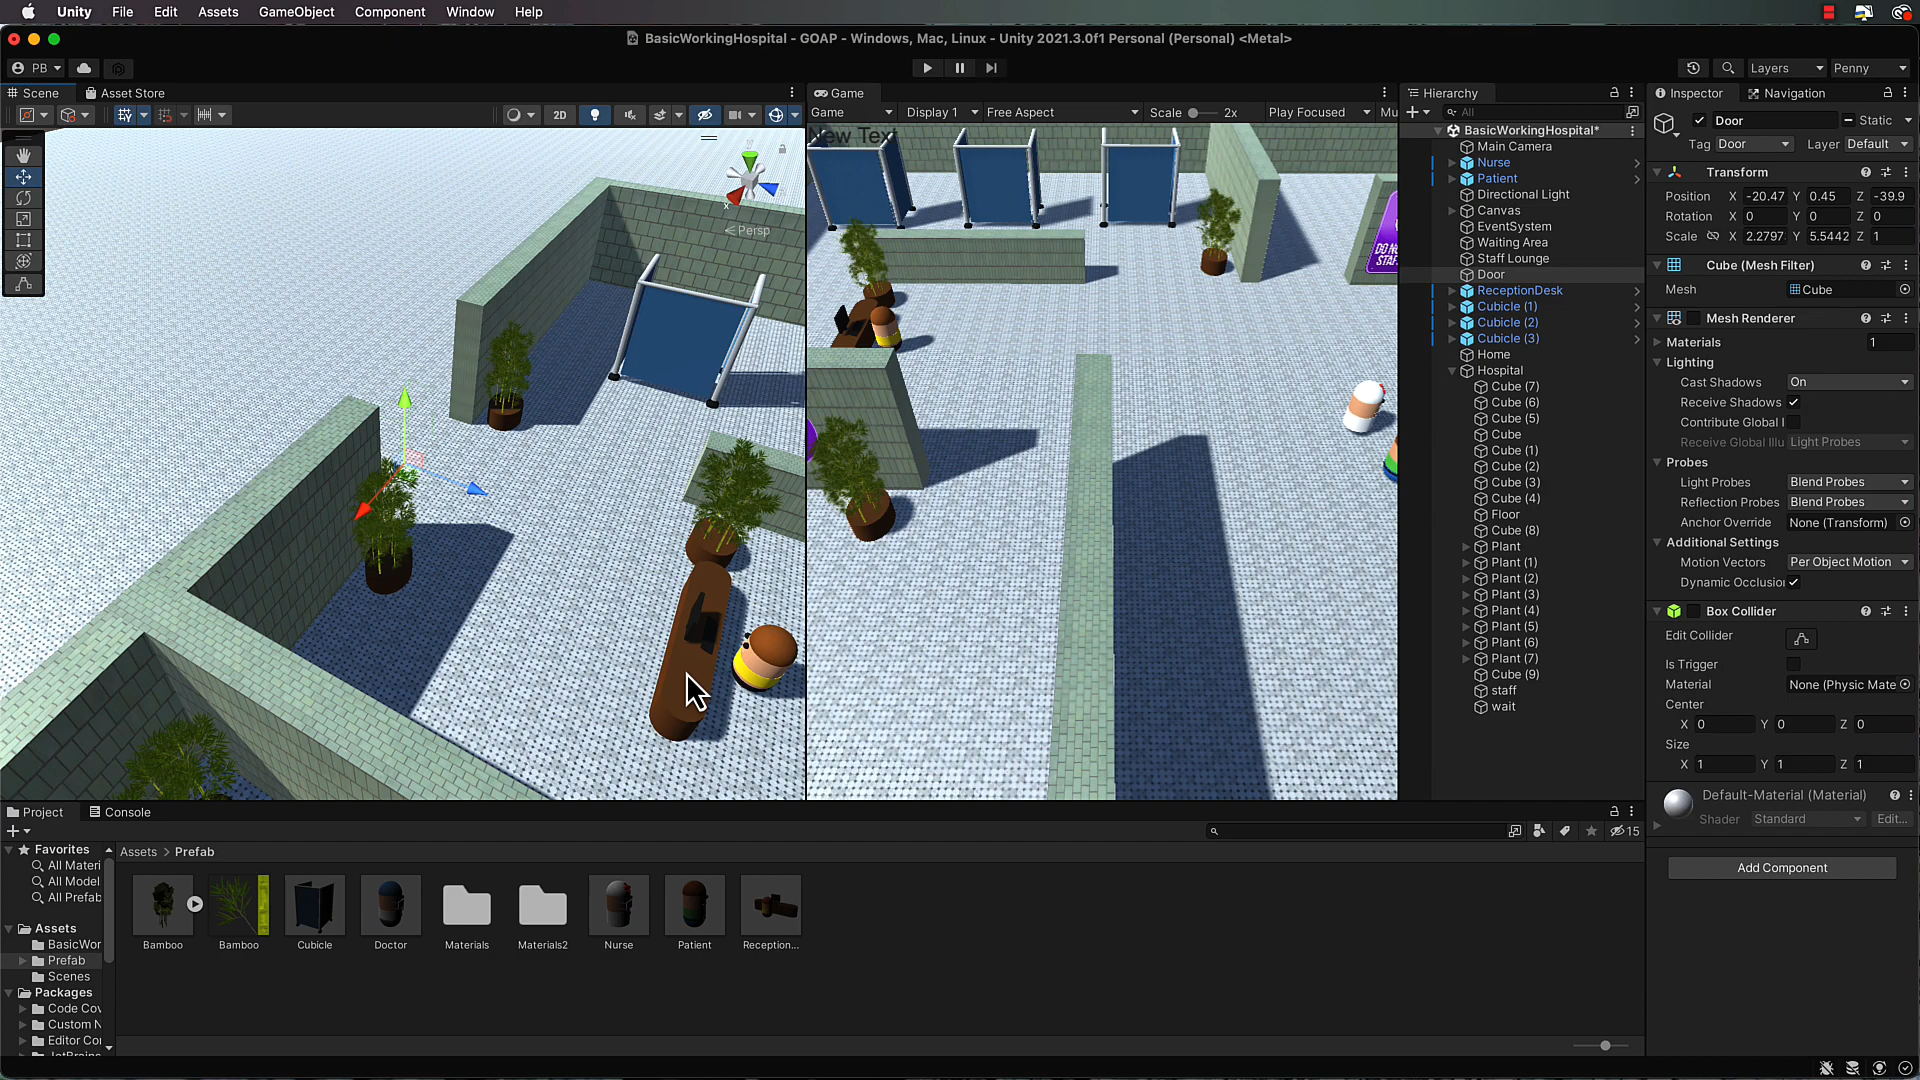 Unity File Edit Assets GameObject Component Window Help
BasicWorkingHospital - GOAP - Windows, Mac, Linux - Unity 2021.3.0f1 Personal (Personal) <Metal>
PB
Layers Penny
Scene Asset Store
Game
Hierarchy
Inspector Navigation
2D
Game Display 1 Free Aspect Scale 2x Play Focused Mu
All
Door Static
Tag Door Layer Default
y
x
Persp
New Text
DO NO
STAF
BasicWorkingHospital*
Main Camera
Nurse
Patient
Directional Light
Canvas
EventSystem
Waiting Area
Staff Lounge
Door
ReceptionDesk
Cubicle (1)
Cubicle (2)
Cubicle (3)
Home
Hospital
Cube (7)
Cube (6)
Cube (5)
Cube
Cube (1)
Cube (2)
Cube (3)
Cube (4)
Floor
Cube (8)
Plant
Plant (1)
Plant (2)
Plant (3)
Plant (4)
Plant (5)
Plant (6)
Plant (7)
Cube (9)
staff
wait
Transform
Position X -20.47 Y 0.45 Z -39.9
Rotation X 0 Y 0 Z 0
Scale X 2.2797 Y 5.5442 Z 1
Cube (Mesh Filter)
Mesh Cube
Mesh Renderer
Materials 1
Lighting
Cast Shadows On
Receive Shadows
Contribute Global I
Receive Global Illu Light Probes
Probes
Light Probes Blend Probes
Reflection Probes Blend Probes
Anchor Override None (Transform)
Additional Settings
Motion Vectors Per Object Motion
Dynamic Occlusion
Box Collider
Edit Collider
Is Trigger
Material None (Physic Mate
Center
X 0 Y 0 Z 0
Size
X 1 Y 1 Z 1
Default-Material (Material)
Shader Standard Edit...
Add Component
Project Console
15
Favorites
All Materi
All Model
All Prefab
Assets
BasicWor
Prefab
Scenes
Packages
Code Cov
Custom N
Editor Cor
JetBrains
Assets > Prefab
Bamboo Bamboo Cubicle Doctor Materials Materials2 Nurse Patient Reception...